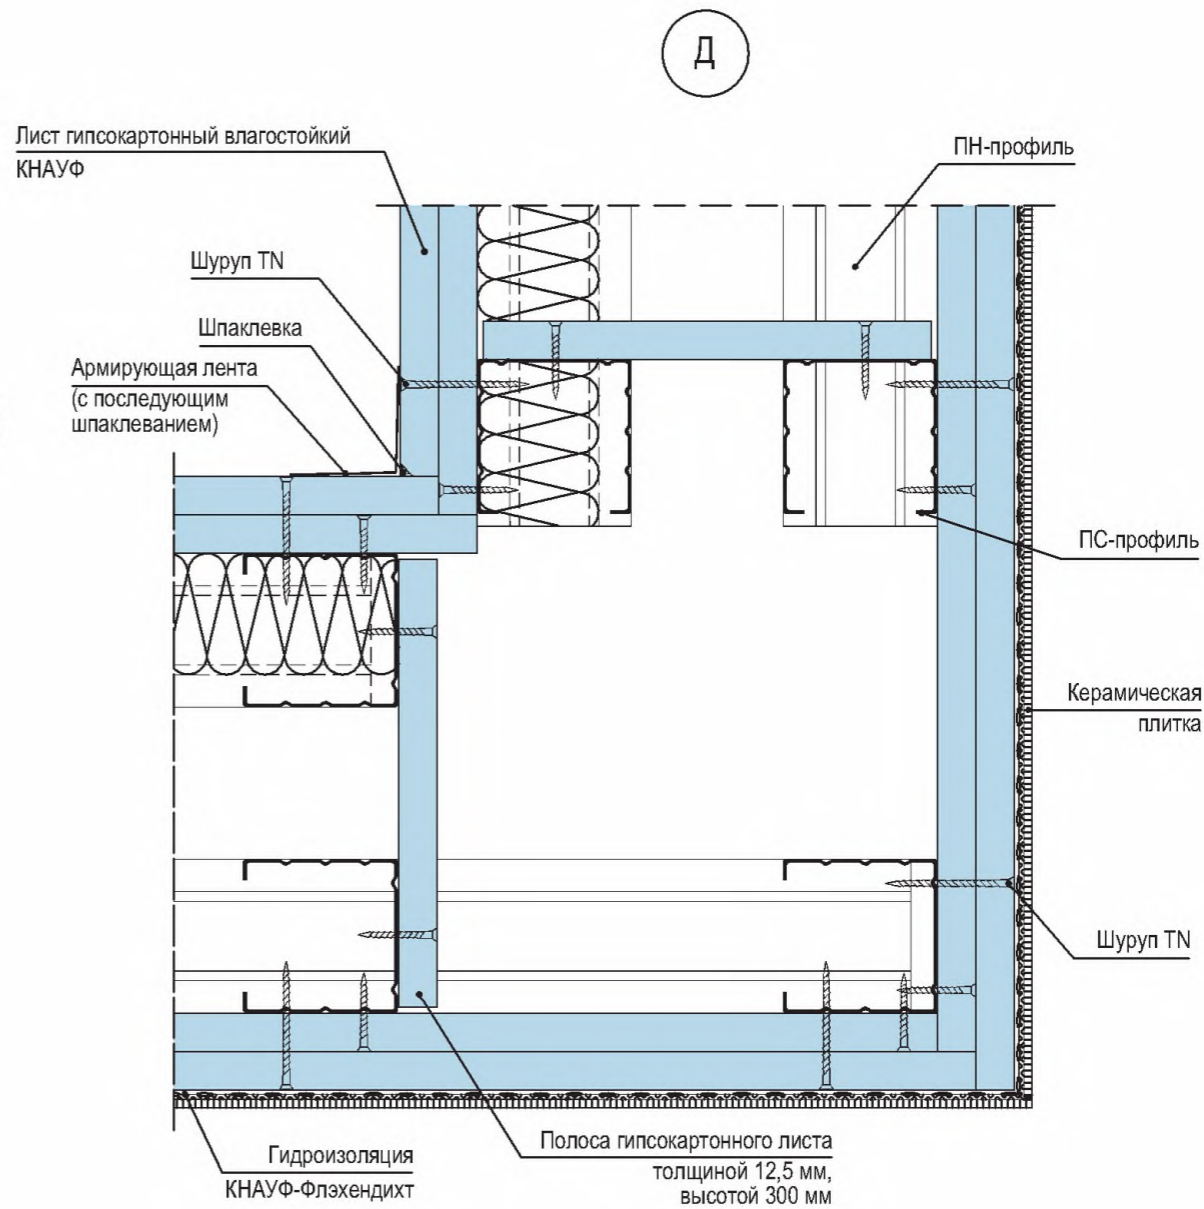 Д
Лист гипсокартонный влагостойкий
КНАУФ
ПН-профиль
Шуруп TN
Шпаклевка
Армирующая лента
(с последующим
шпаклеванием)
ПС-профиль
Керамическая
плитка
Шуруп TN
Гидроизоляция
КНАУФ-Флэхендихт
Полоса гипсокартонного листа
толщиной 12,5 мм,
высотой 300 мм